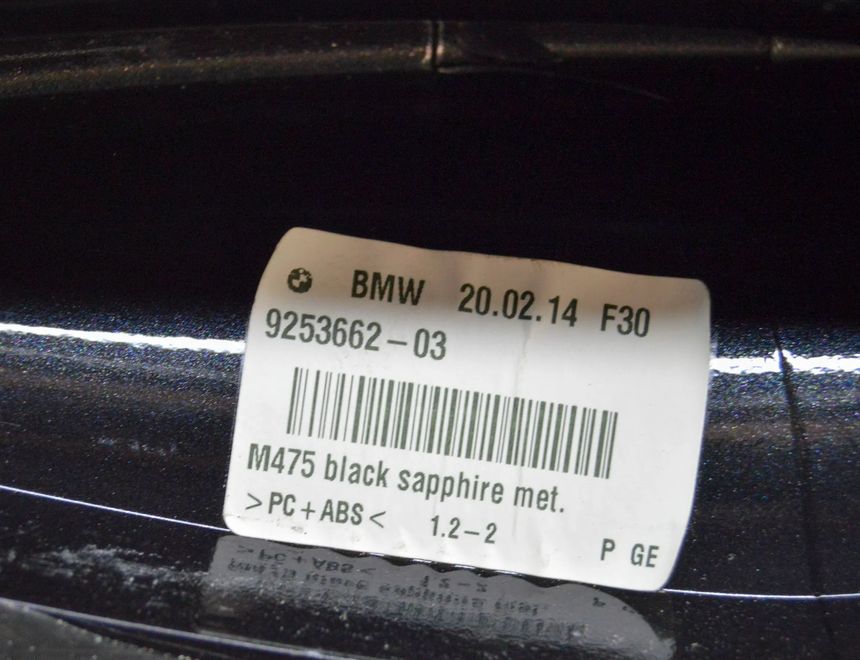 BMW 20.02.14 F30
9253662-03
M475 black sapphire met.
>PC+ABS< 1.2-2 P GE